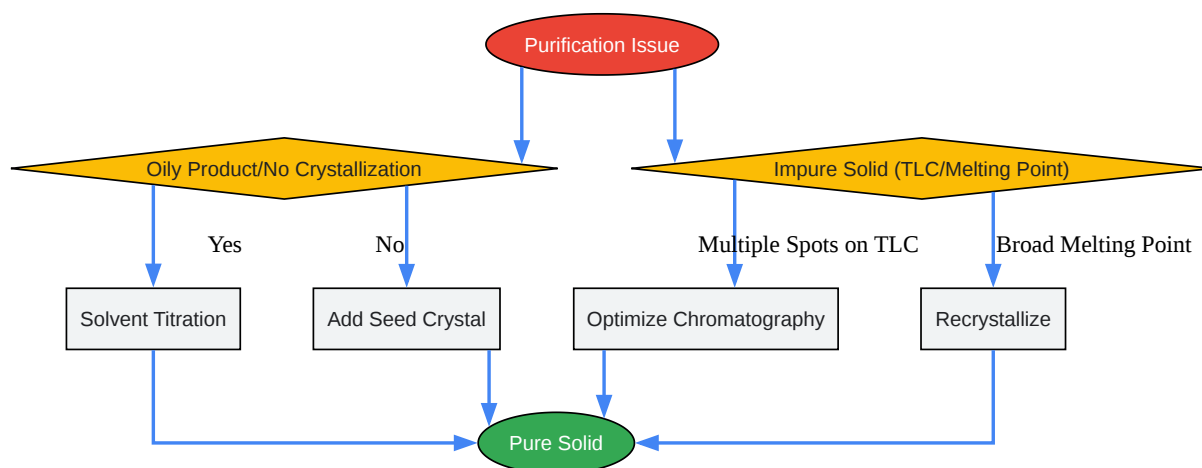 Purification Issue
Oily Product/No Crystallization
Impure Solid (TLC/Melting Point)
Yes
No
Multiple Spots on TLC
Broad Melting Point
Solvent Titration
Add Seed Crystal
Optimize Chromatography
Recrystallize
Pure Solid